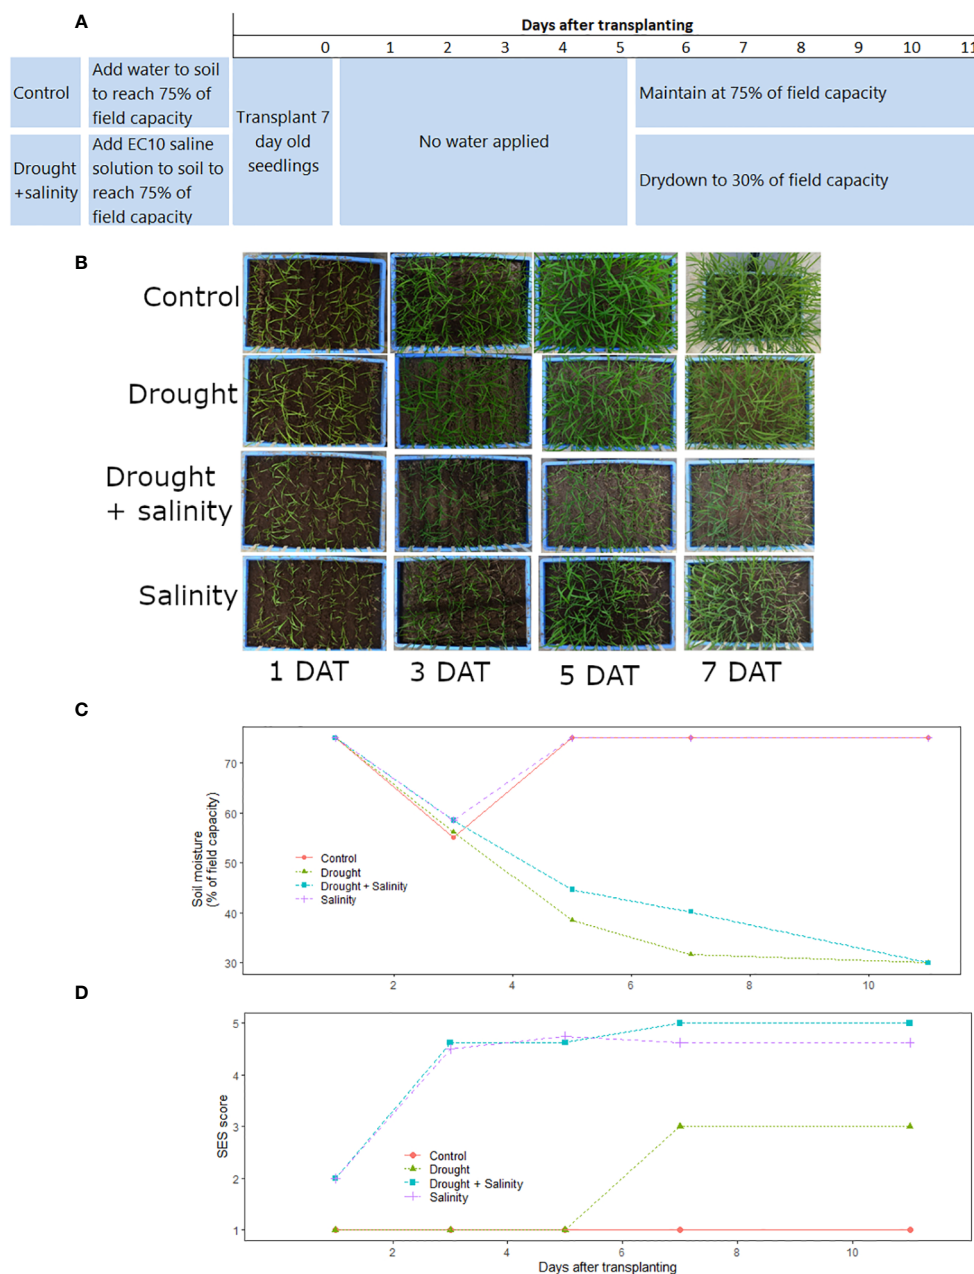 A
Days after transplanting
0 1 2 3 4 5 6 7 8 9 10 11
Control
Add water to soil
to reach 75% of
field capacity
Transplant 7
day old
seedlings
No water applied
Maintain at 75% of field capacity
Drought
+salinity
Add EC10 saline
solution to soil to
reach 75% of
field capacity
Drydown to 30% of field capacity
B
Control
Drought
Drought
+ salinity
Salinity
1 DAT 3 DAT 5 DAT 7 DAT
C
Soil moisture
(% of field capacity)
70
60
50
40
30
Control
Drought
Drought + Salinity
Salinity
2 4 6 8 10
D
SES score
5
4
3
2
1
Control
Drought
Drought + Salinity
Salinity
2 4 6 8 10
Days after transplanting